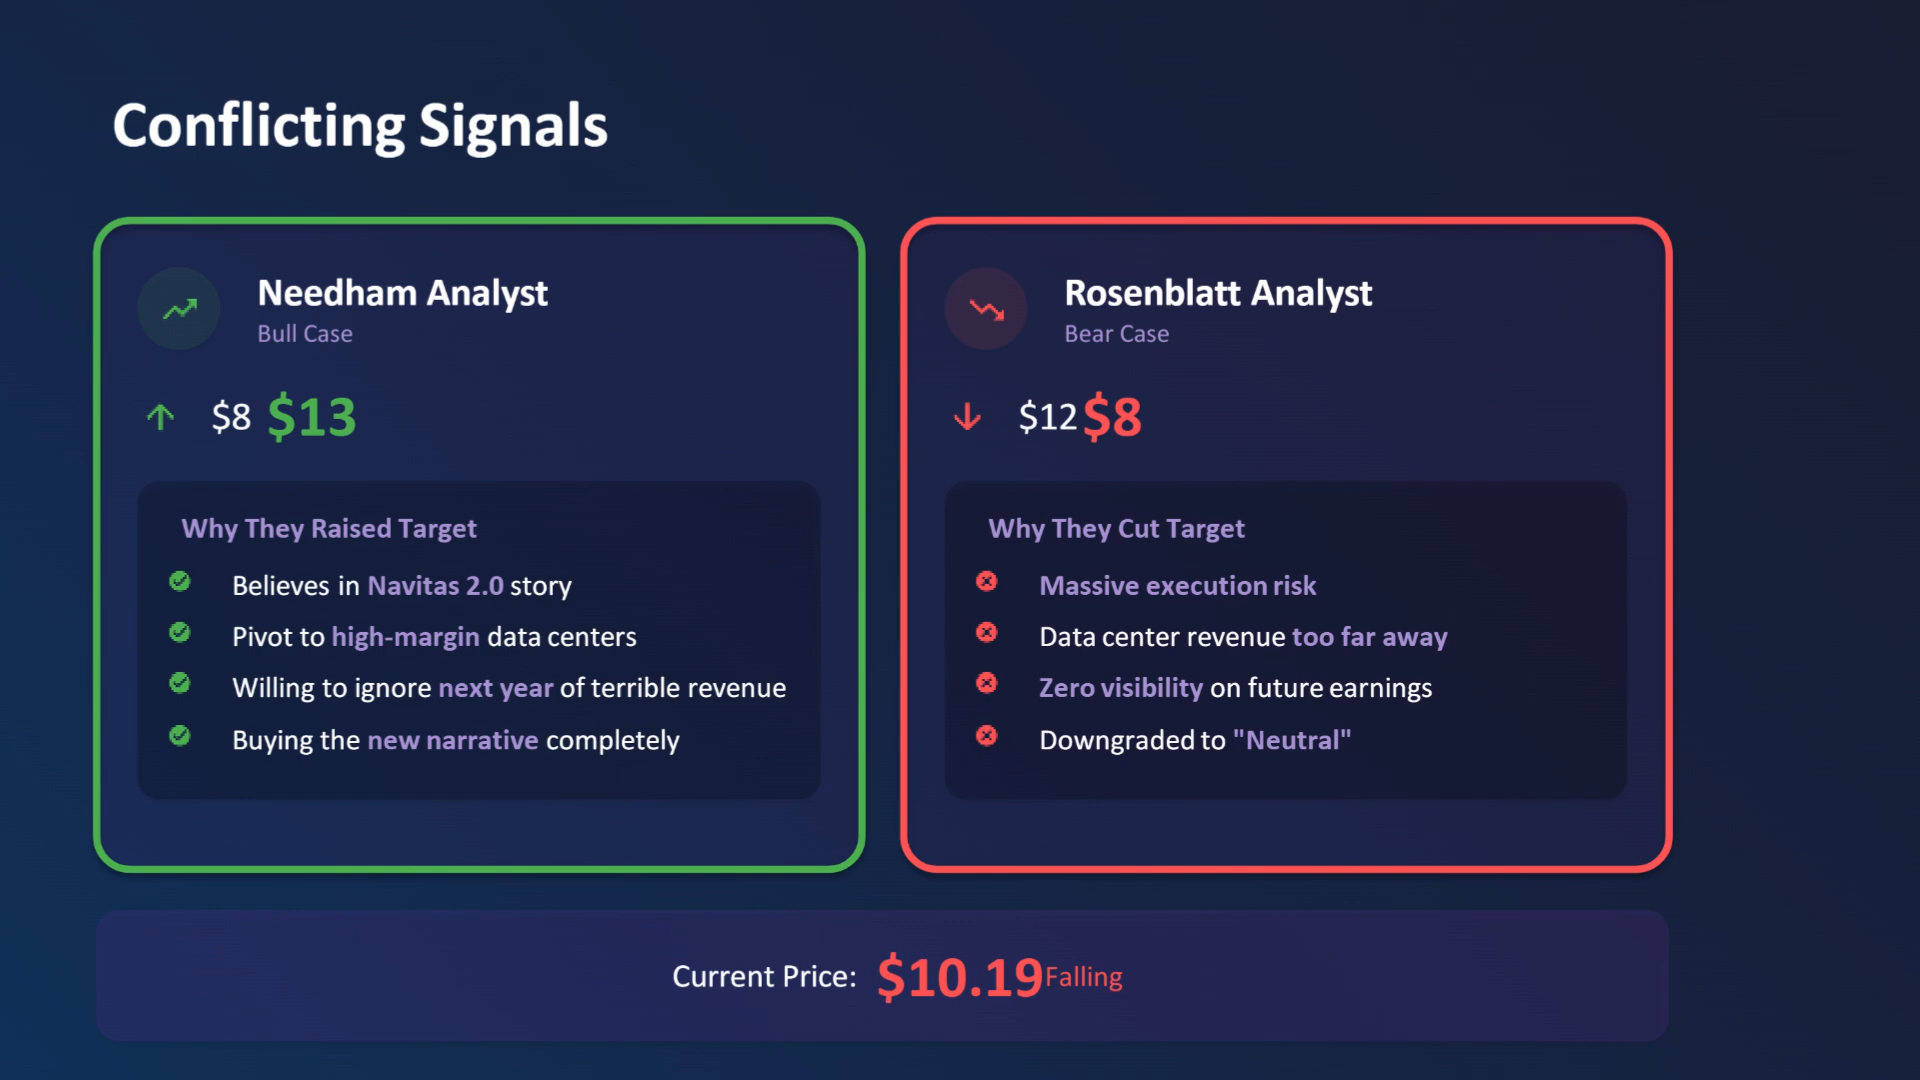 Conflicting Signals
Needham Analyst
Bull Case
$8 $13
Why They Raised Target
Believes in Navitas 2.0 story
Pivot to high-margin data centers
Willing to ignore next year of terrible revenue
Buying the new narrative completely
Rosenblatt Analyst
Bear Case
$12 $8
Why They Cut Target
Massive execution risk
Data center revenue too far away
Zero visibility on future earnings
Downgraded to "Neutral"
Current Price: $10.19 Falling